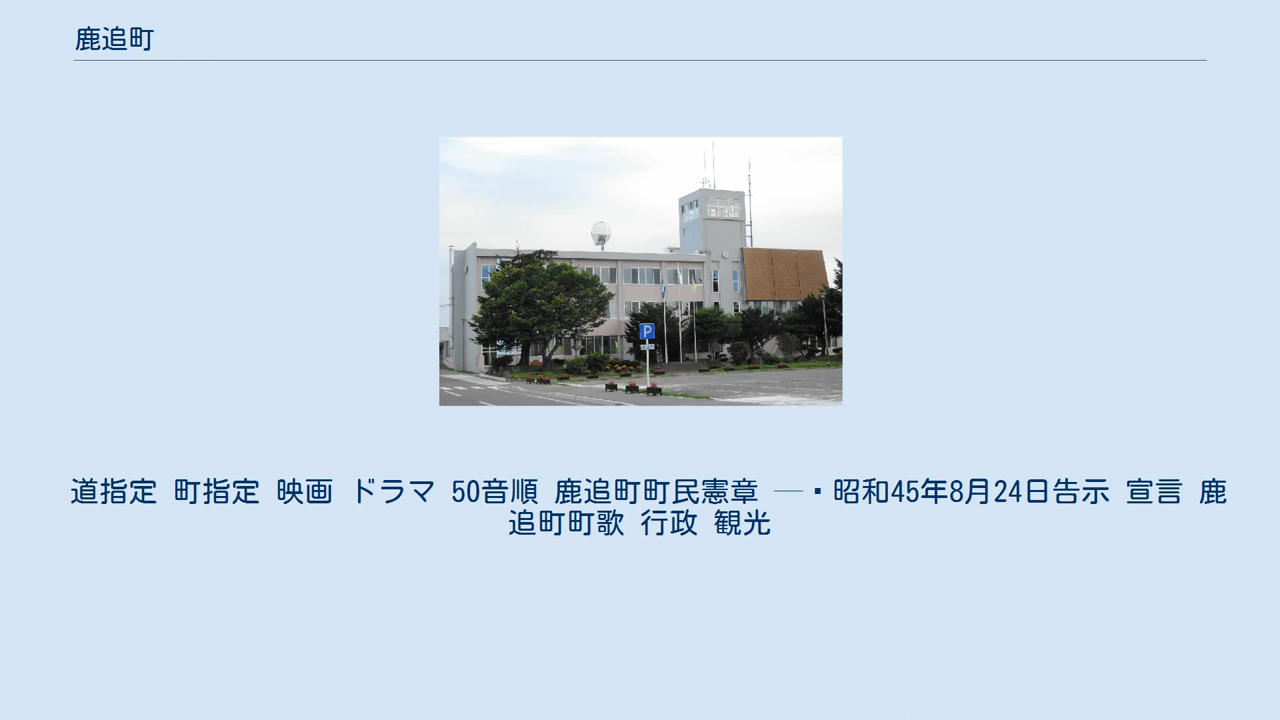 鹿追町
P
道指定 町指定 映画 ドラマ 50音順 鹿追町町民憲章 ─・昭和45年8月24日告示 宣言 鹿
追町町歌 行政 観光